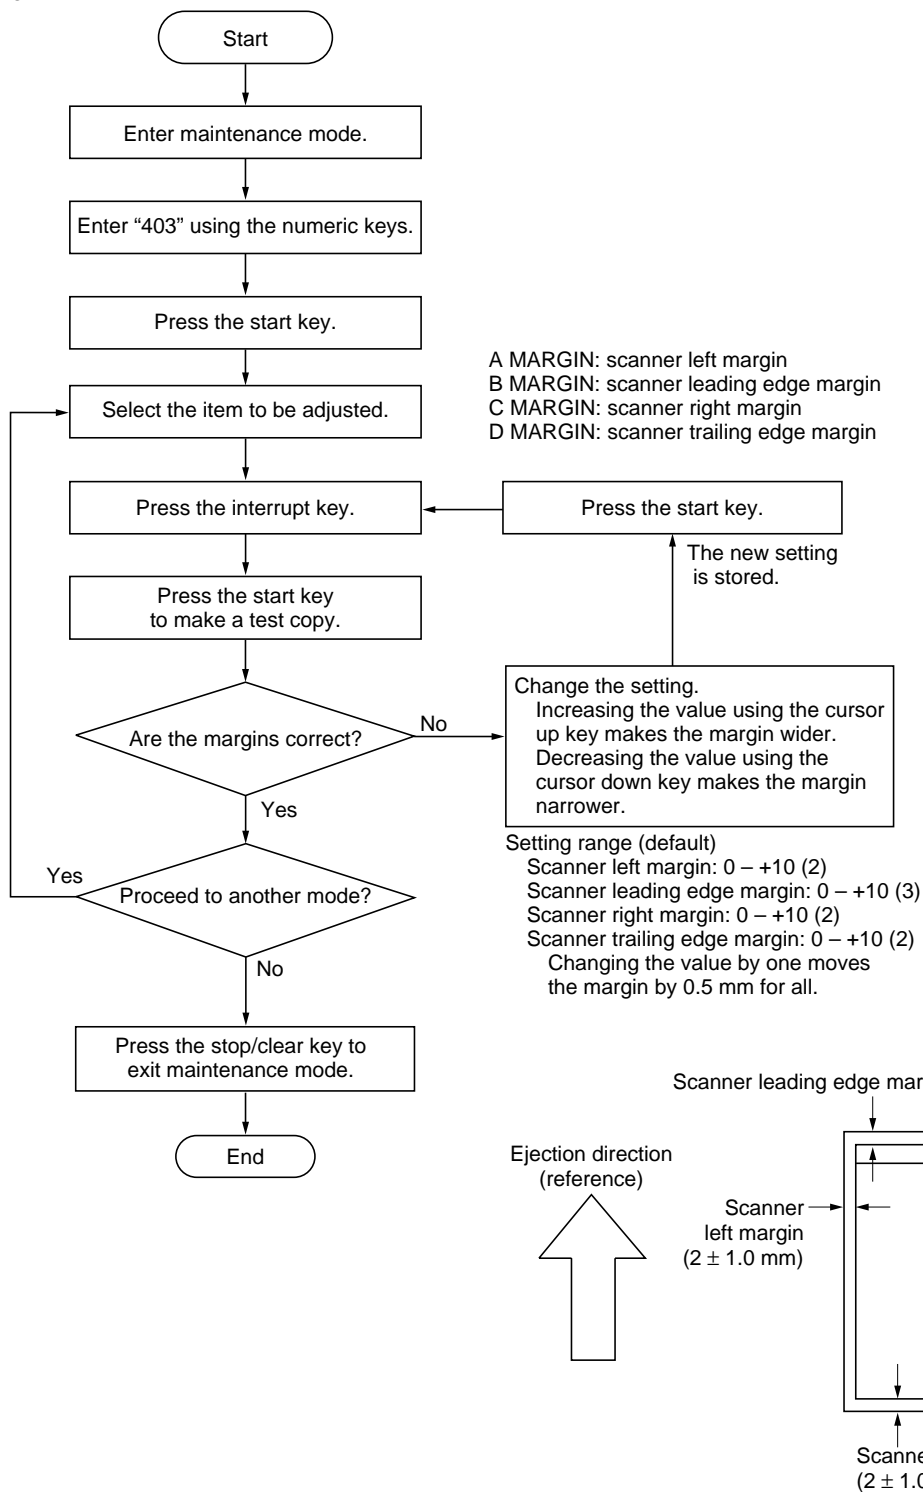 Start
Enter maintenance mode.
Enter “403” using the numeric keys.
Press the start key.
Select the item to be adjusted.
A MARGIN: scanner left margin
B MARGIN: scanner leading edge margin
C MARGIN: scanner right margin
D MARGIN: scanner trailing edge margin
Press the interrupt key.
Press the start key.
The new setting
is stored.
Press the start key
to make a test copy.
Are the margins correct?
No
Change the setting.
Increasing the value using the cursor
up key makes the margin wider.
Decreasing the value using the
cursor down key makes the margin
narrower.
Yes
Setting range (default)
Scanner left margin: 0 – +10 (2)
Scanner leading edge margin: 0 – +10 (3)
Scanner right margin: 0 – +10 (2)
Scanner trailing edge margin: 0 – +10 (2)
Changing the value by one moves
the margin by 0.5 mm for all.
Yes
Proceed to another mode?
No
Press the stop/clear key to
exit maintenance mode.
End
Scanner leading edge mar
Ejection direction
(reference)
Scanner
left margin
(2 ± 1.0 mm)
Scanne
(2 ± 1.0